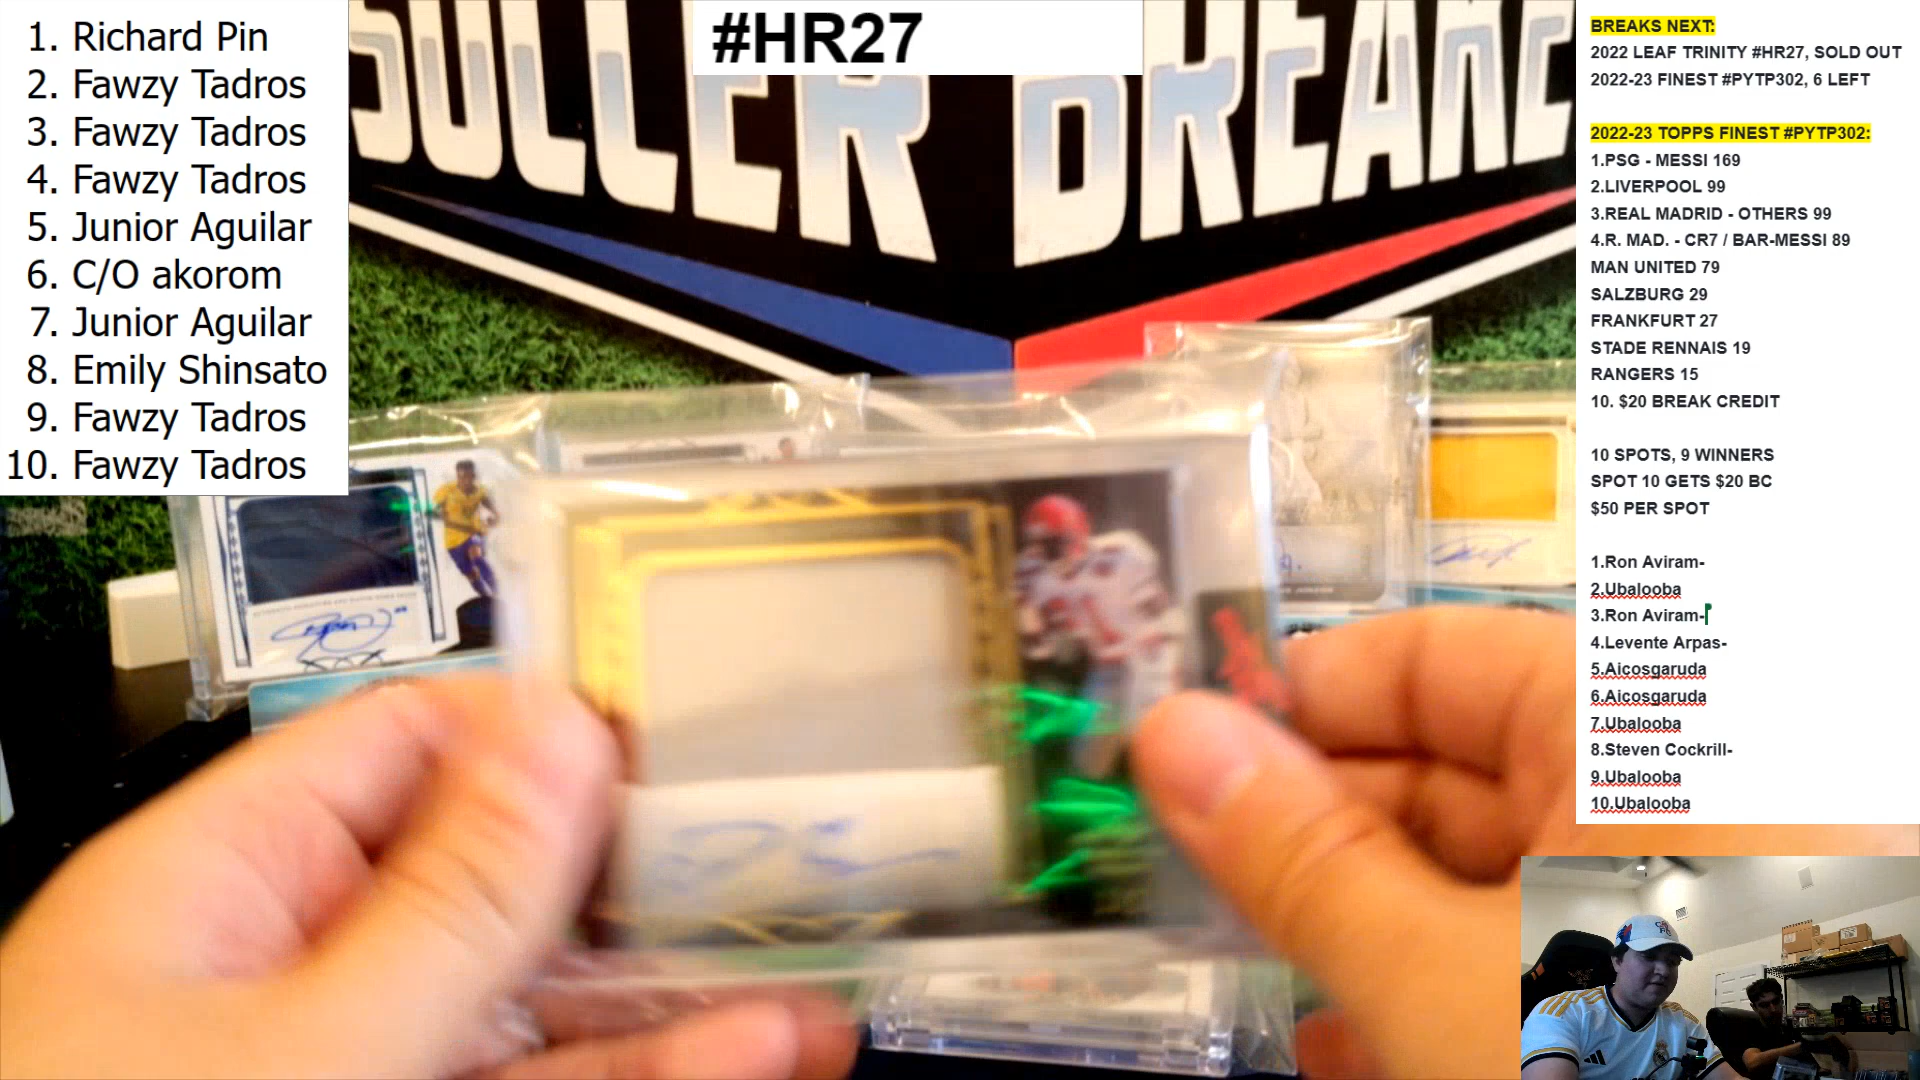 1. Richard Pin
2. Fawzy Tadros
3. Fawzy Tadros
4. Fawzy Tadros
5. Junior Aguilar
6. C/O akorom
7. Junior Aguilar
8. Emily Shinsato
9. Fawzy Tadros
10. Fawzy Tadros
#HR27
SOCCER BREAKE
BREAKS NEXT:
2022 LEAF TRINITY #HR27, SOLD OUT
2022-23 FINEST #PYTP302, 6 LEFT
2022-23 TOPPS FINEST #PYTP302:
1.PSG - MESSI 169
2.LIVERPOOL 99
3.REAL MADRID - OTHERS 99
4.R. MAD. - CR7 / BAR-MESSI 89
MAN UNITED 79
SALZBURG 29
FRANKFURT 27
STADE RENNAIS 19
RANGERS 15
10. $20 BREAK CREDIT
10 SPOTS, 9 WINNERS
SPOT 10 GETS $20 BC
$50 PER SPOT
1.Ron Aviram-
2.Ubalooba
3.Ron Aviram-
4.Levente Arpas-
5.Aicosgaruda
6.Aicosgaruda
7.Ubalooba
8.Steven Cockrill-
9.Ubalooba
10.Ubalooba